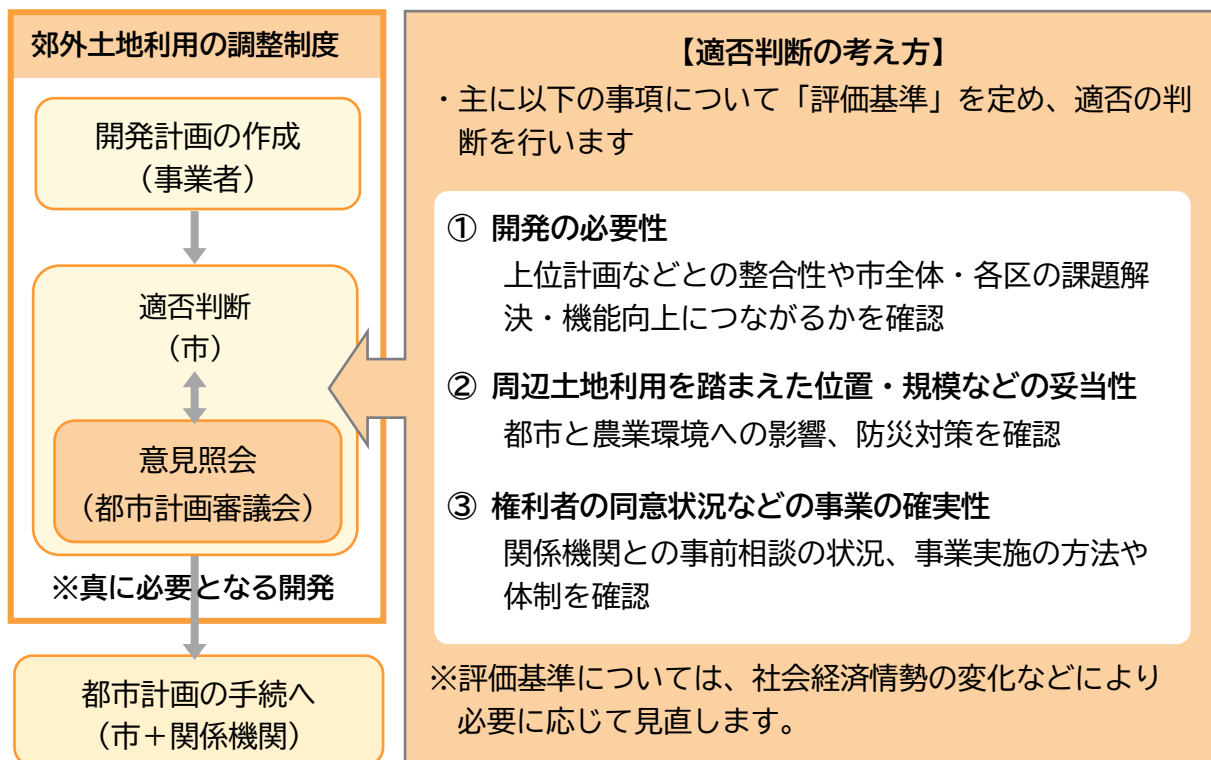 郊外土地利用の調整制度
開発計画の作成
（事業者）
適否判断
（市）
意見照会
（都市計画審議会）
※真に必要となる開発
都市計画の手続へ
（市＋関係機関）
【適否判断の考え方】
・主に以下の事項について「評価基準」を定め、適否の判
断を行います
① 開発の必要性
上位計画などとの整合性や市全体・各区の課題解
決・機能向上につながるかを確認
② 周辺土地利用を踏まえた位置・規模などの妥当性
都市と農業環境への影響、防災対策を確認
③ 権利者の同意状況などの事業の確実性
関係機関との事前相談の状況、事業実施の方法や
体制を確認
※評価基準については、社会経済情勢の変化などにより
必要に応じて見直します。